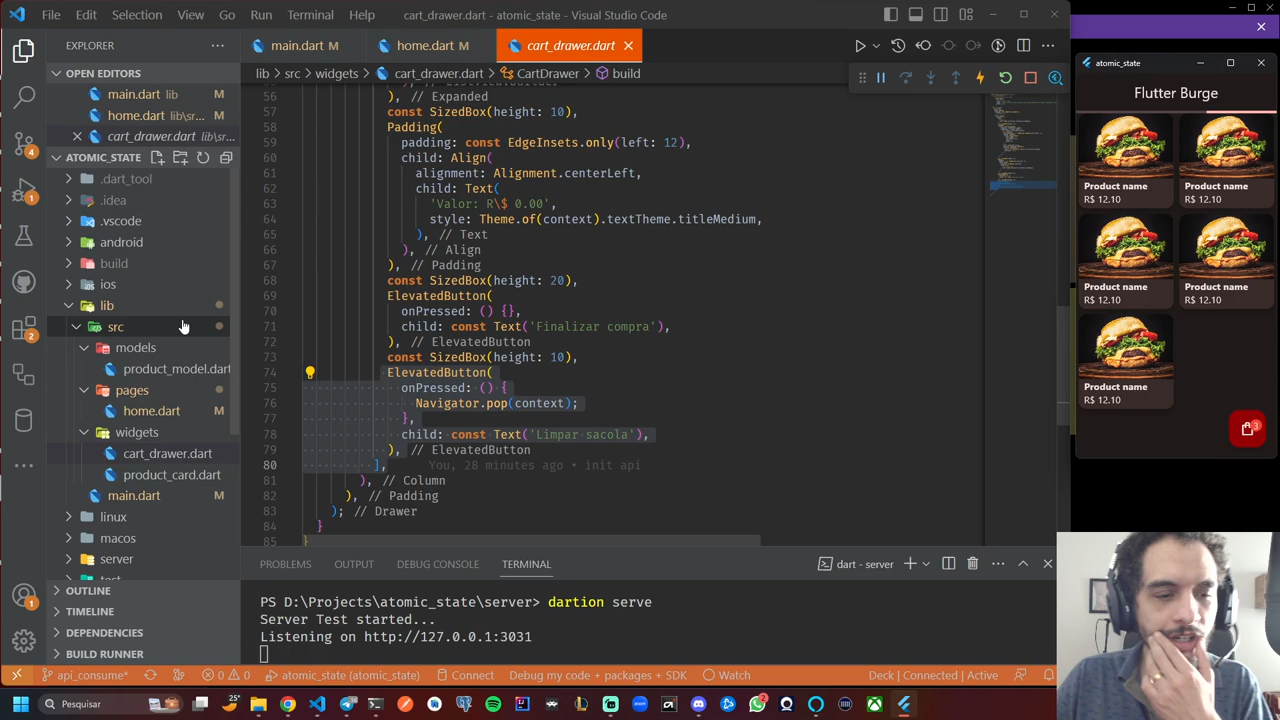 File Edit Selection View Go Run Terminal Help cart_drawer.dart - atomic_state - Visual Studio Code
EXPLORER
OPEN EDITORS
main.dart lib M
home.dart lib\sr... M
cart_drawer.dart lib\sr...
ATOMIC_STATE
.dart_tool
.idea
.vscode
android
build
ios
lib
src
models
product_model.dart
pages
home.dart M
widgets
cart_drawer.dart
product_card.dart
main.dart M
linux
macos
server
test
OUTLINE
TIMELINE
DEPENDENCIES
BUILD RUNNER
4
1
2
1
main.dart M home.dart M cart_drawer.dart
lib > src > widgets > cart_drawer.dart > CartDrawer > build
56 ), // Expanded
57 const SizedBox(height: 10),
58 Padding(
59 padding: const EdgeInsets.only(left: 12),
60 child: Align(
61 alignment: Alignment.centerLeft,
62 child: Text(
63 'Valor: R\$ 0.00',
64 style: Theme.of(context).textTheme.titleMedium,
65 ), // Text
66 ), // Align
67 ), // Padding
68 const SizedBox(height: 20),
69 ElevatedButton(
70 onPressed: () {},
71 child: const Text('Finalizar compra'),
72 ), // ElevatedButton
73 const SizedBox(height: 10),
74 ElevatedButton(
75 onPressed: () {
76 Navigator.pop(context);
77 },
78 child: const Text('Limpar sacola'),
79 ), // ElevatedButton
80 ], You, 28 minutes ago • init api
81 ), // Column
82 ), // Padding
83 ); // Drawer
84 }
85 }
PROBLEMS OUTPUT DEBUG CONSOLE TERMINAL dart - server
PS D:\Projects\atomic_state\server> dartion serve
Server Test started...
Listening on http://127.0.0.1:3031
api_consume* 0 0 atomic_state (atomic_state) Connect Debug my code + packages + SDK Watch Deck | Connected | Active
Pesquisar 25° 2
atomic_state
Flutter Burge
Product name
R$ 12.10
Product name
R$ 12.10
Product name
R$ 12.10
Product name
R$ 12.10
Product name
R$ 12.10
3